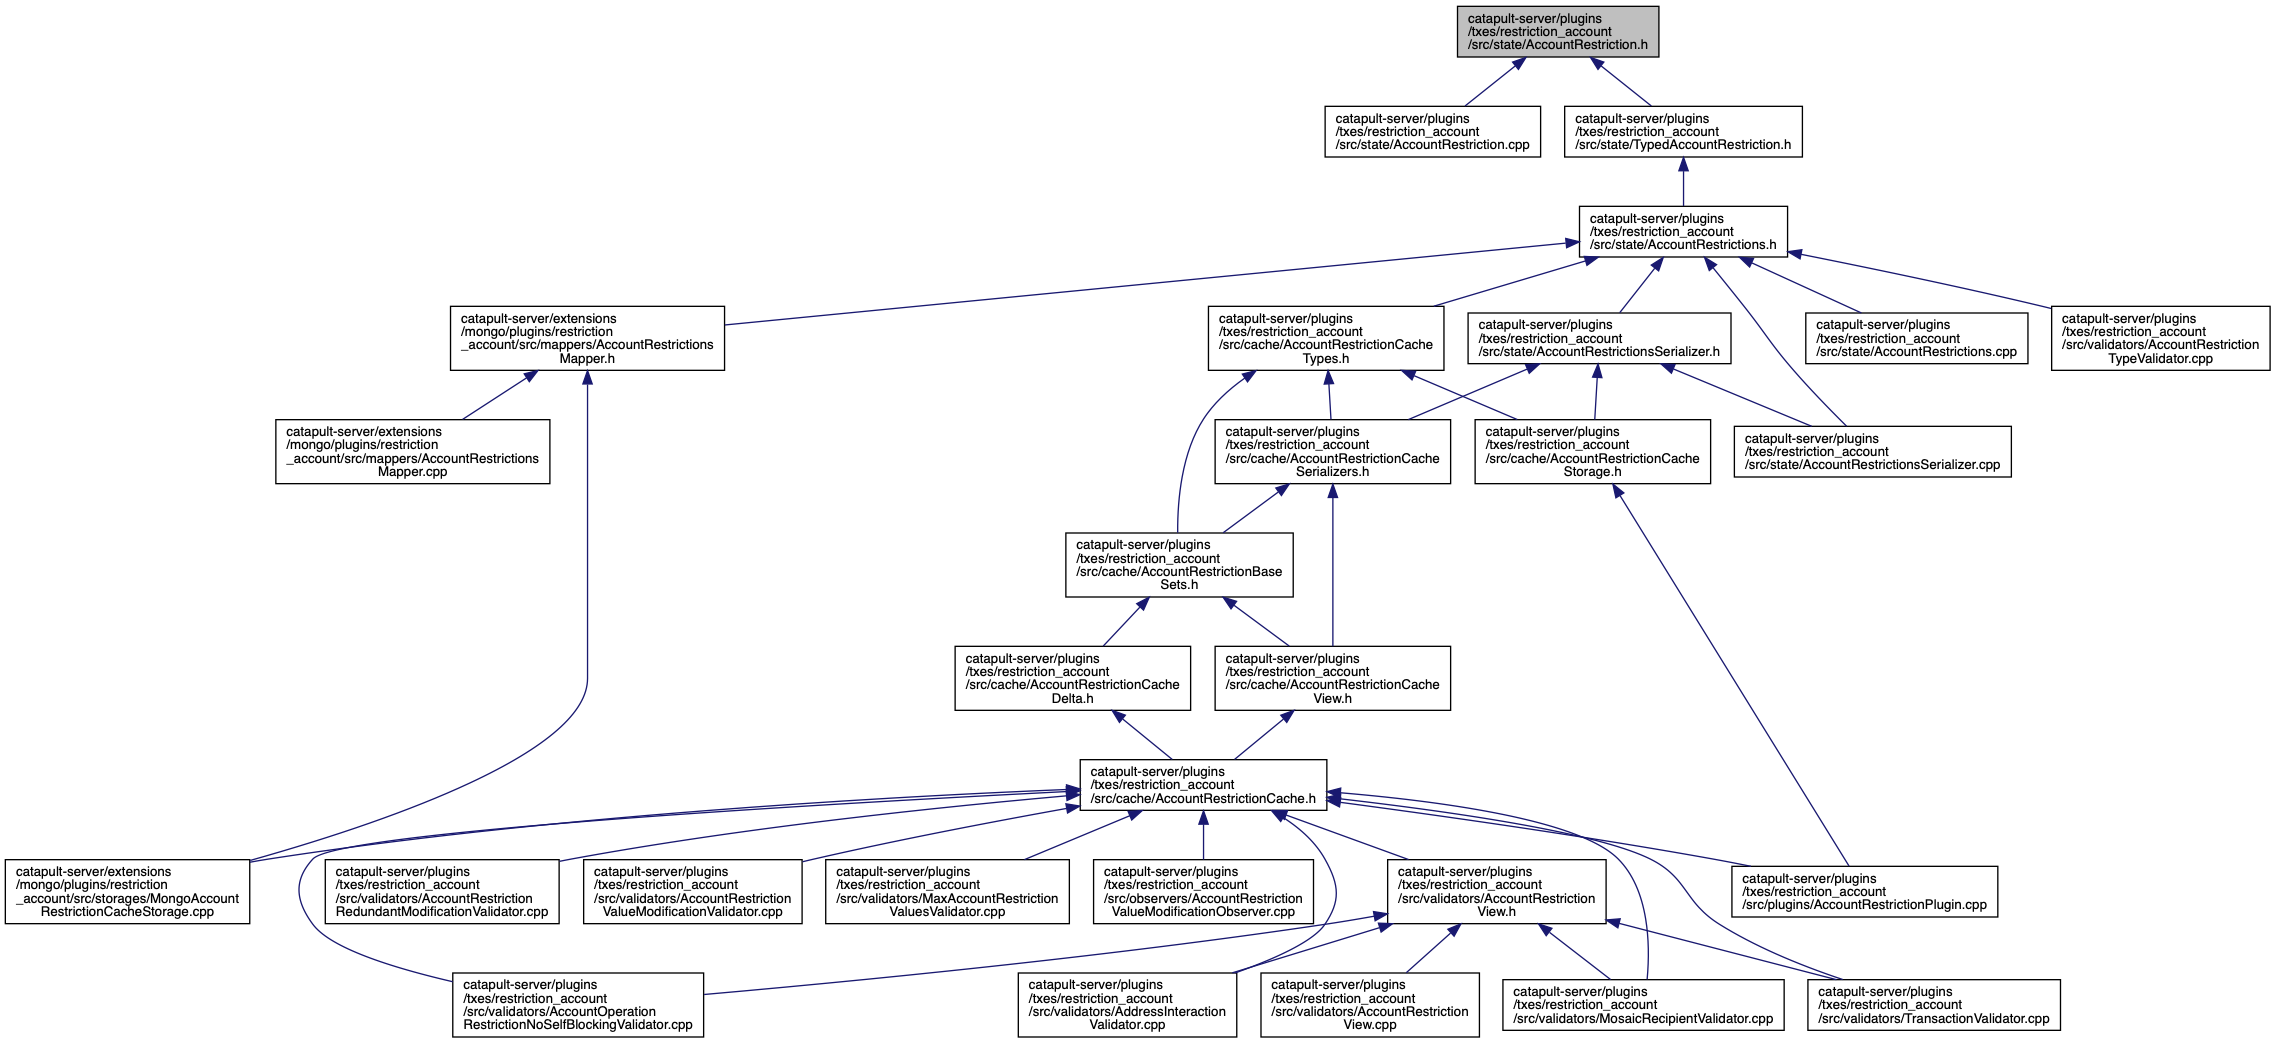 catapult-server/plugins
/txes/restriction_account
/src/state/AccountRestriction.h
catapult-server/plugins
/txes/restriction_account
/src/state/AccountRestriction.cpp
catapult-server/plugins
/txes/restriction_account
/src/state/TypedAccountRestriction.h
catapult-server/plugins
/txes/restriction_account
/src/state/AccountRestrictions.h
catapult-server/extensions
/mongo/plugins/restriction
_account/src/mappers/AccountRestrictions
Mapper.h
catapult-server/plugins
/txes/restriction_account
/src/cache/AccountRestrictionCache
Types.h
catapult-server/plugins
/txes/restriction_account
/src/state/AccountRestrictionsSerializer.h
catapult-server/plugins
/txes/restriction_account
/src/state/AccountRestrictions.cpp
catapult-server/plugins
/txes/restriction_account
/src/validators/AccountRestriction
TypeValidator.cpp
catapult-server/extensions
/mongo/plugins/restriction
_account/src/mappers/AccountRestrictions
Mapper.cpp
catapult-server/plugins
/txes/restriction_account
/src/cache/AccountRestrictionCache
Serializers.h
catapult-server/plugins
/txes/restriction_account
/src/cache/AccountRestrictionCache
Storage.h
catapult-server/plugins
/txes/restriction_account
/src/state/AccountRestrictionsSerializer.cpp
catapult-server/plugins
/txes/restriction_account
/src/cache/AccountRestrictionBase
Sets.h
catapult-server/plugins
/txes/restriction_account
/src/cache/AccountRestrictionCache
Delta.h
catapult-server/plugins
/txes/restriction_account
/src/cache/AccountRestrictionCache
View.h
catapult-server/plugins
/txes/restriction_account
/src/cache/AccountRestrictionCache.h
catapult-server/extensions
/mongo/plugins/restriction
_account/src/storages/MongoAccount
RestrictionCacheStorage.cpp
catapult-server/plugins
/txes/restriction_account
/src/validators/AccountRestriction
RedundantModificationValidator.cpp
catapult-server/plugins
/txes/restriction_account
/src/validators/AccountRestriction
ValueModificationValidator.cpp
catapult-server/plugins
/txes/restriction_account
/src/validators/MaxAccountRestriction
ValuesValidator.cpp
catapult-server/plugins
/txes/restriction_account
/src/observers/AccountRestriction
ValueModificationObserver.cpp
catapult-server/plugins
/txes/restriction_account
/src/validators/AccountRestriction
View.h
catapult-server/plugins
/txes/restriction_account
/src/plugins/AccountRestrictionPlugin.cpp
catapult-server/plugins
/txes/restriction_account
/src/validators/AccountOperation
RestrictionNoSelfBlockingValidator.cpp
catapult-server/plugins
/txes/restriction_account
/src/validators/AddressInteraction
Validator.cpp
catapult-server/plugins
/txes/restriction_account
/src/validators/AccountRestriction
View.cpp
catapult-server/plugins
/txes/restriction_account
/src/validators/MosaicRecipientValidator.cpp
catapult-server/plugins
/txes/restriction_account
/src/validators/TransactionValidator.cpp